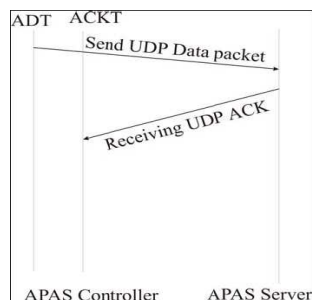 ADT ACKT
Send UDP Data packet
Receiving UDP ACK
APAS Controller APAS Server